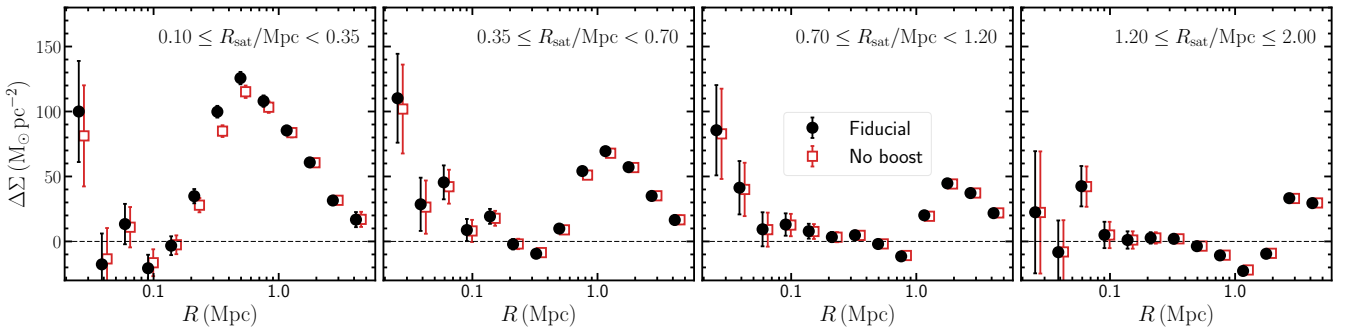 0.10 ≤ R_sat/Mpc < 0.35
0.35 ≤ R_sat/Mpc < 0.70
0.70 ≤ R_sat/Mpc < 1.20
1.20 ≤ R_sat/Mpc ≤ 2.00
ΔΣ (M⊙ pc⁻²)
150
100
50
0
Fiducial
No boost
0.1 1.0
0.1 1.0
0.1 1.0
0.1 1.0
R (Mpc)
R (Mpc)
R (Mpc)
R (Mpc)